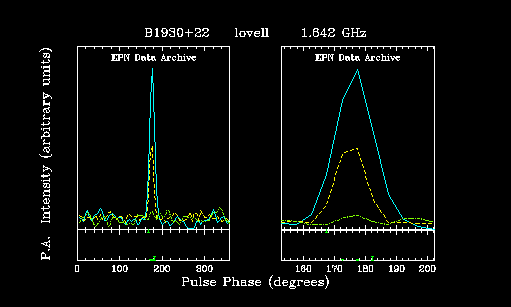 B1930+22 lovell 1.642 GHz
EPN Data Archive EPN Data Archive
P.A. Intensity (arbitrary units)
0 100 200 300 160 170 180 190 200
Pulse Phase (degrees)